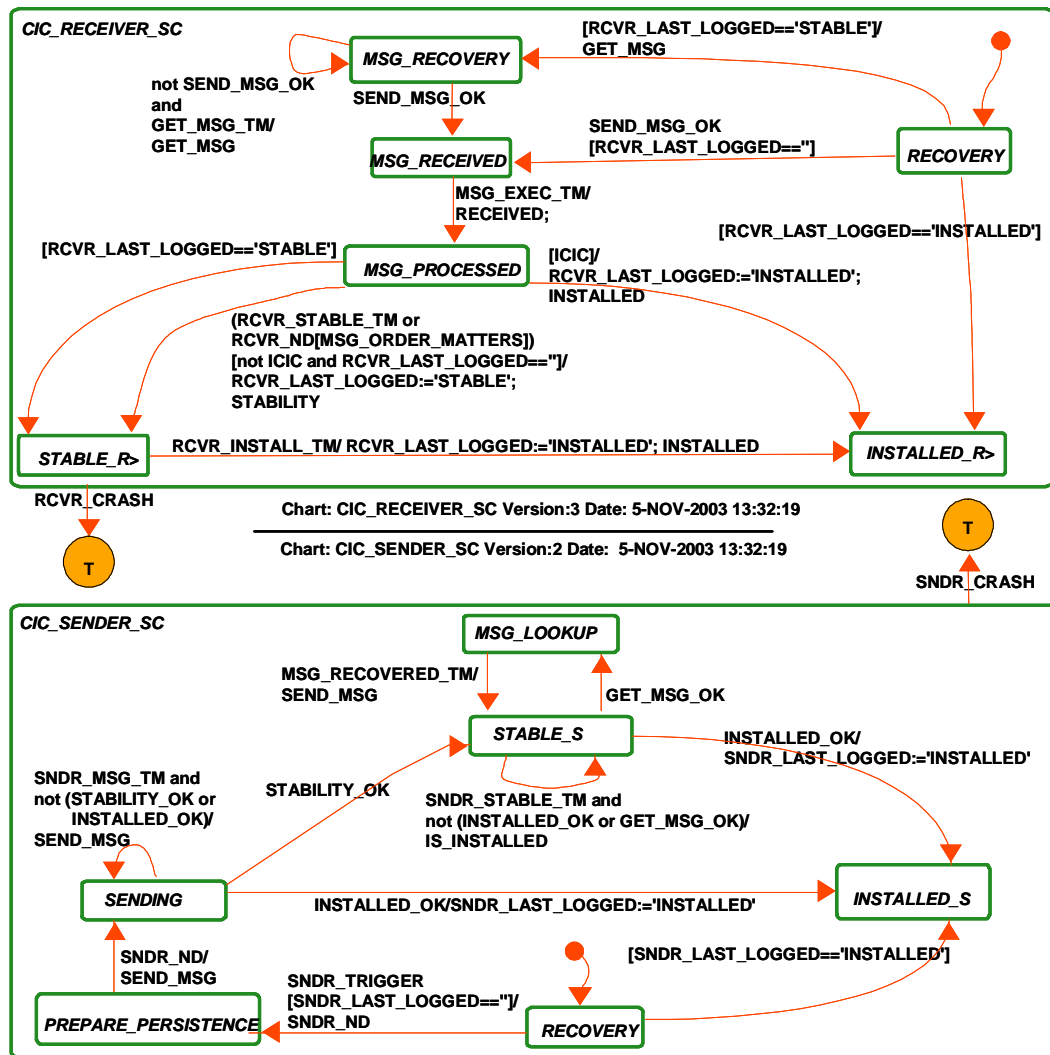 CIC_RECEIVER_SC
[RCVR_LAST_LOGGED=='STABLE']/
GET_MSG
MSG_RECOVERY
not SEND_MSG_OK
and
GET_MSG_TM/
GET_MSG
SEND_MSG_OK
SEND_MSG_OK
[RCVR_LAST_LOGGED=='']
RECOVERY
MSG_RECEIVED
MSG_EXEC_TM/
RECEIVED;
[RCVR_LAST_LOGGED=='STABLE']
[RCVR_LAST_LOGGED=='INSTALLED']
MSG_PROCESSED
[ICIC]/
RCVR_LAST_LOGGED:='INSTALLED';
INSTALLED
(RCVR_STABLE_TM or
RCVR_ND[MSG_ORDER_MATTERS])
[not ICIC and RCVR_LAST_LOGGED=='']/
RCVR_LAST_LOGGED:='STABLE';
STABILITY
STABLE_R>
RCVR_INSTALL_TM/ RCVR_LAST_LOGGED:='INSTALLED'; INSTALLED
INSTALLED_R>
RCVR_CRASH
T
Chart: CIC_RECEIVER_SC Version:3 Date: 5-NOV-2003 13:32:19
Chart: CIC_SENDER_SC Version:2 Date: 5-NOV-2003 13:32:19
T
SNDR_CRASH
CIC_SENDER_SC
MSG_LOOKUP
MSG_RECOVERED_TM/
SEND_MSG
GET_MSG_OK
STABLE_S
INSTALLED_OK/
SNDR_LAST_LOGGED:='INSTALLED'
SNDR_MSG_TM and
not (STABILITY_OK or
INSTALLED_OK)/
SEND_MSG
STABILITY_OK
SNDR_STABLE_TM and
not (INSTALLED_OK or GET_MSG_OK)/
IS_INSTALLED
SENDING
INSTALLED_OK/SNDR_LAST_LOGGED:='INSTALLED'
INSTALLED_S
SNDR_ND/
SEND_MSG
SNDR_TRIGGER
[SNDR_LAST_LOGGED=='']/
SNDR_ND
[SNDR_LAST_LOGGED=='INSTALLED']
PREPARE_PERSISTENCE
RECOVERY